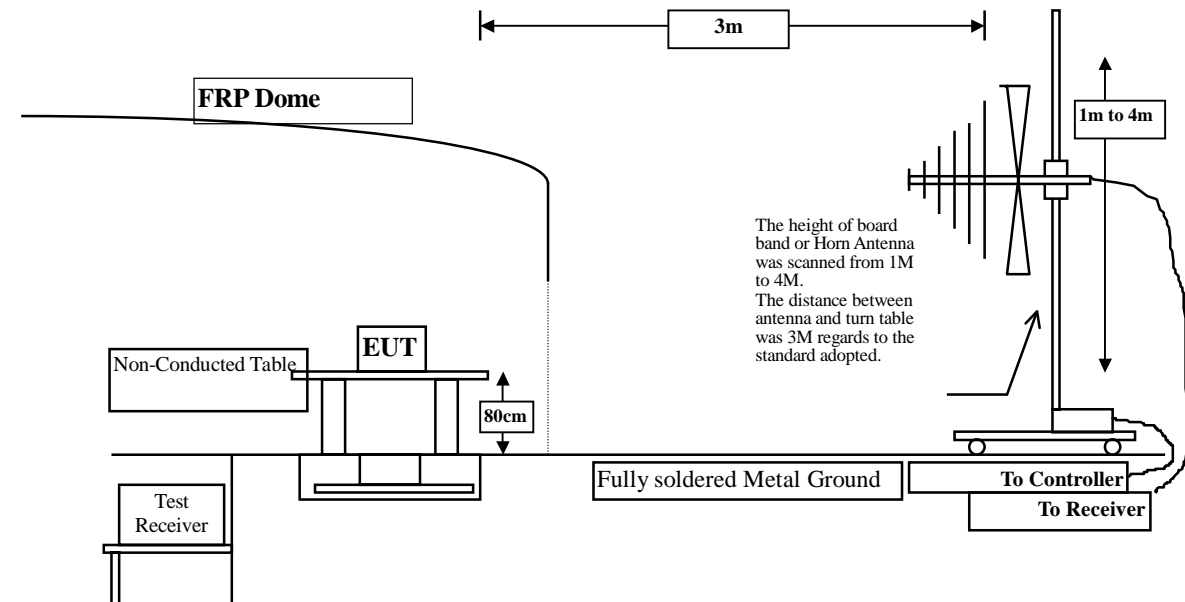 3m
FRP Dome
1m to 4m
The height of board
band or Horn Antenna
was scanned from 1M
to 4M.
The distance between
antenna and turn table
was 3M regards to the
standard adopted.
EUT
Non-Conducted Table
80cm
Fully soldered Metal Ground
To Controller
To Receiver
Test
Receiver